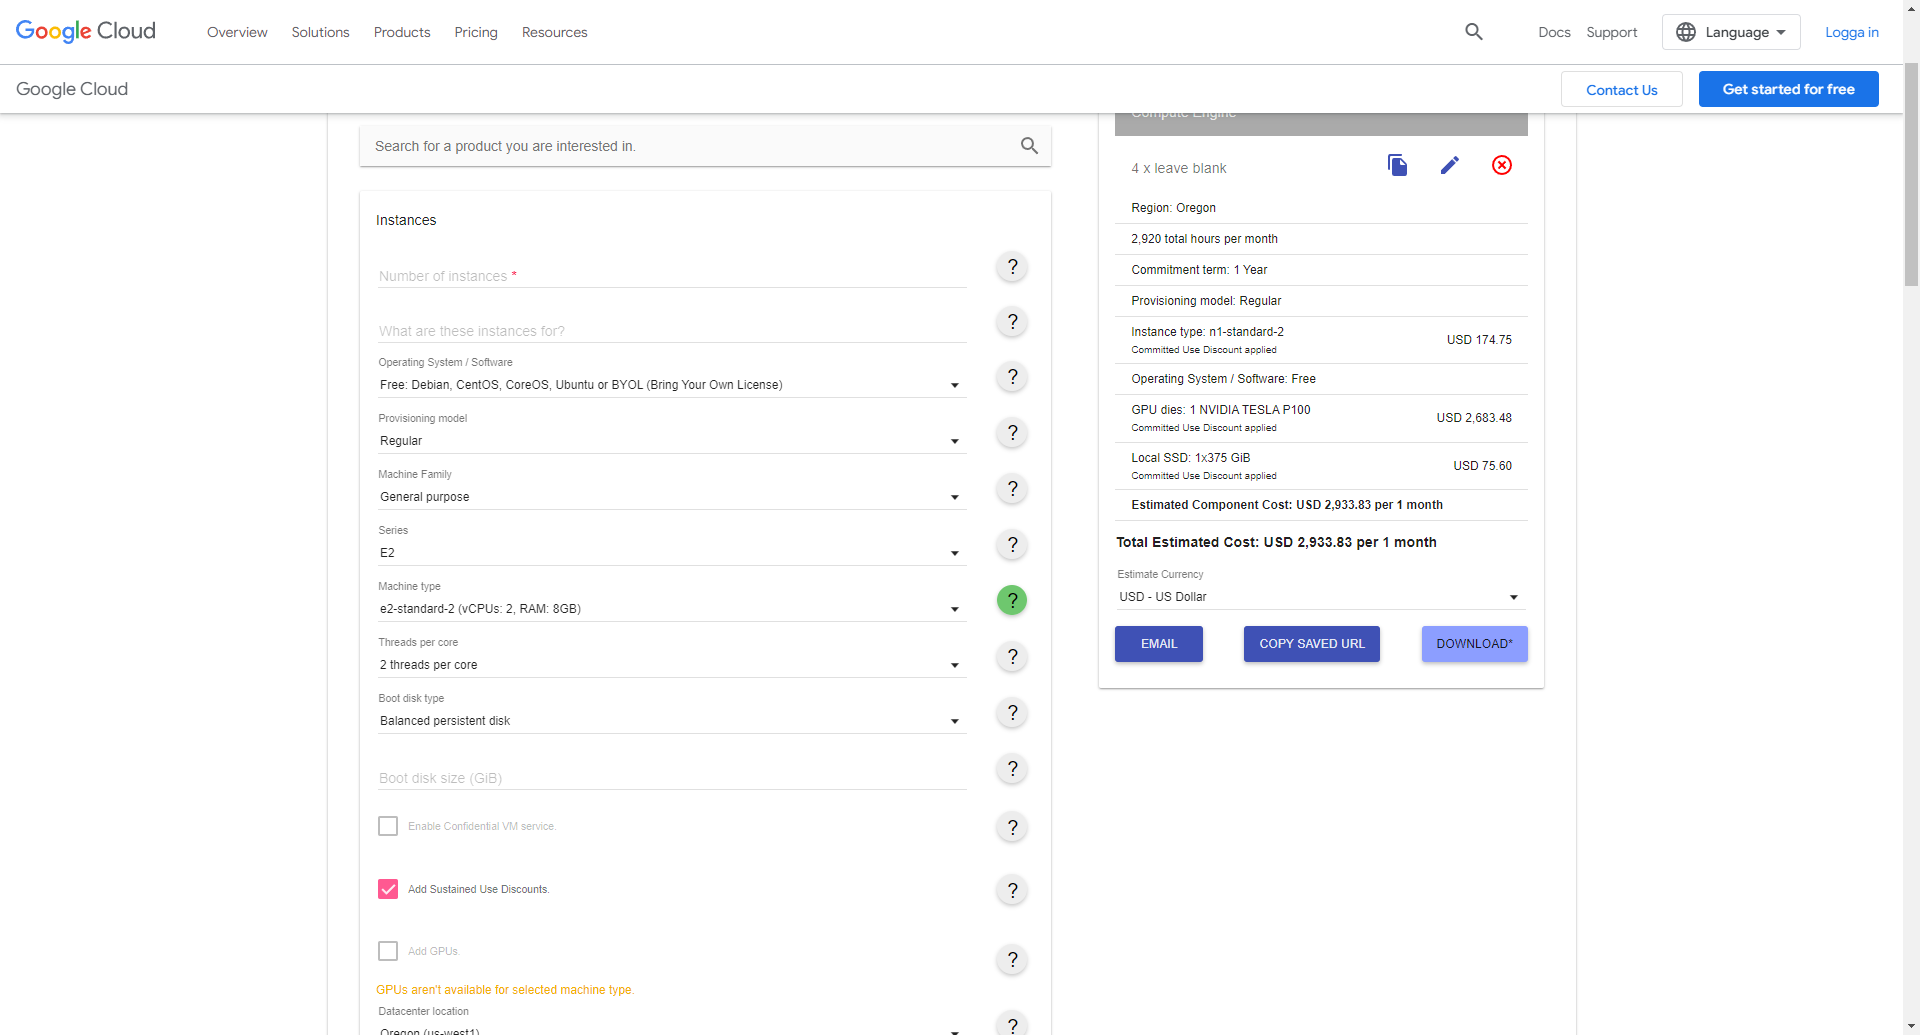 Google Cloud
Overview
Solutions
Products
Pricing
Resources
Docs
Support
Language
Logga in
Google Cloud
Contact Us
Get started for free
Search for a product you are interested in.
Instances
Number of instances *
?
What are these instances for?
?
Operating System / Software
Free: Debian, CentOS, CoreOS, Ubuntu or BYOL (Bring Your Own License)
?
Provisioning model
Regular
?
Machine Family
General purpose
?
Series
E2
?
Machine type
e2-standard-2 (vCPUs: 2, RAM: 8GB)
?
Threads per core
2 threads per core
?
Boot disk type
Balanced persistent disk
?
Boot disk size (GiB)
?
Enable Confidential VM service.
?
Add Sustained Use Discounts.
?
Add GPUs.
?
GPUs aren't available for selected machine type.
Datacenter location
Oregon (us-west1)
?
Compute Engine
4 x leave blank
Region: Oregon
2,920 total hours per month
Commitment term: 1 Year
Provisioning model: Regular
Instance type: n1-standard-2
Committed Use Discount applied
USD 174.75
Operating System / Software: Free
GPU dies: 1 NVIDIA TESLA P100
Committed Use Discount applied
USD 2,683.48
Local SSD: 1x375 GiB
Committed Use Discount applied
USD 75.60
Estimated Component Cost: USD 2,933.83 per 1 month
Total Estimated Cost: USD 2,933.83 per 1 month
Estimate Currency
USD - US Dollar
EMAIL
COPY SAVED URL
DOWNLOAD*